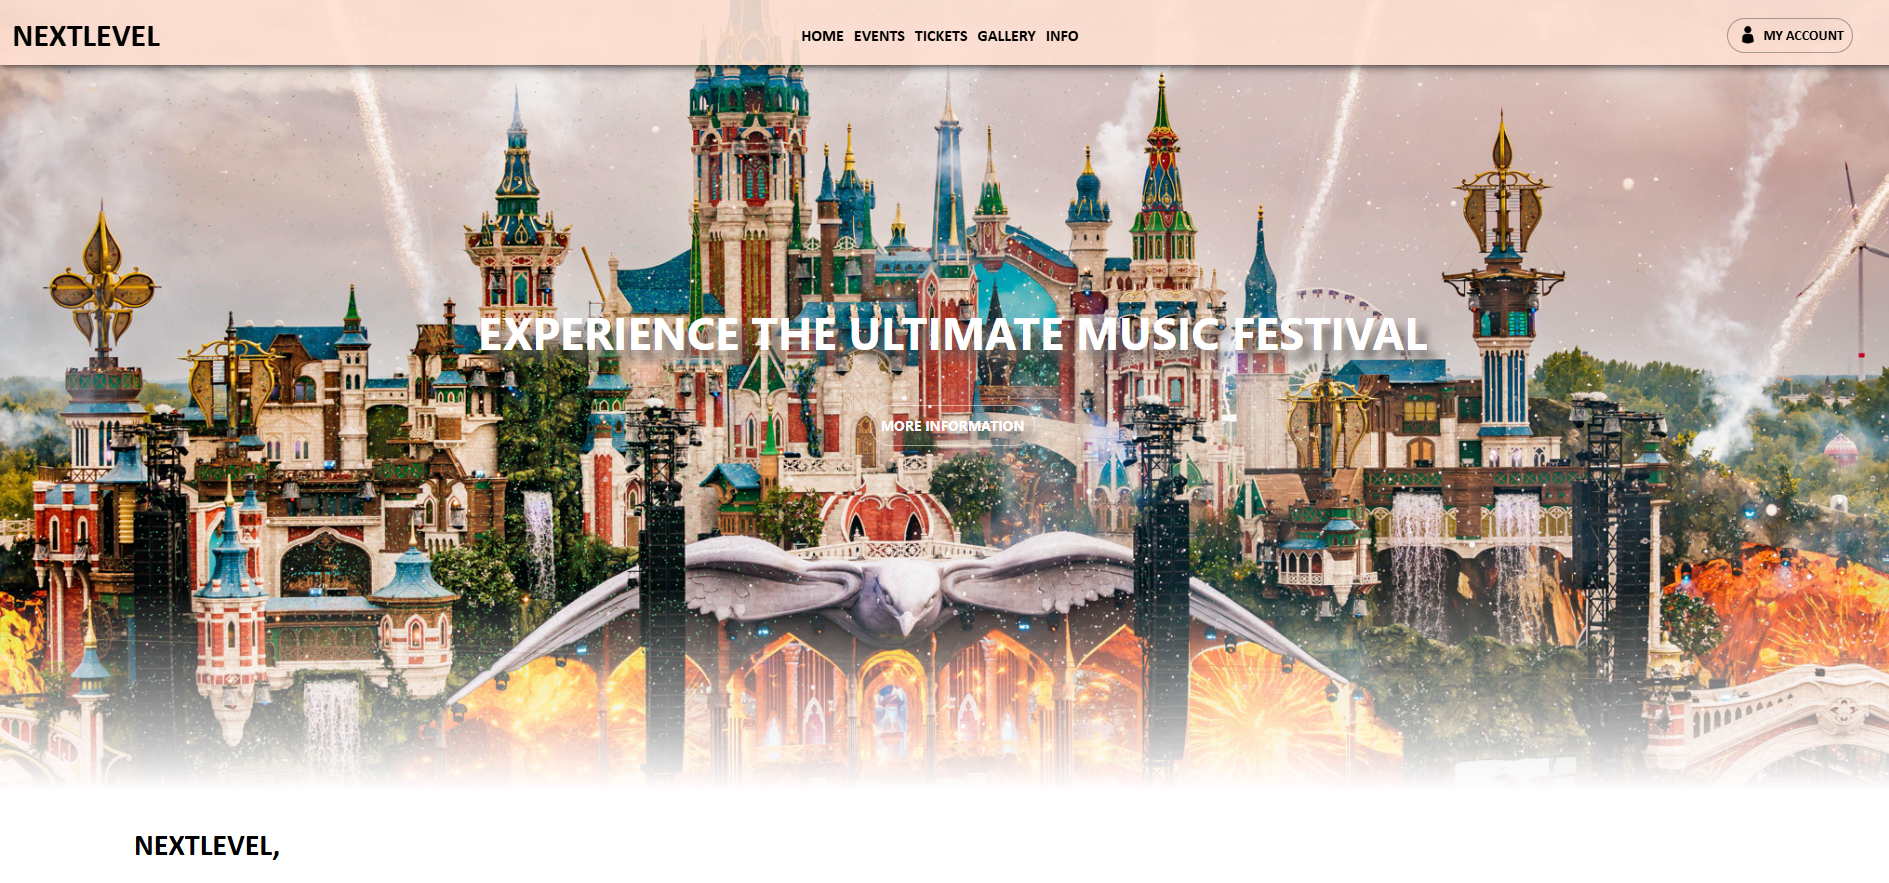 NEXTLEVEL
HOME EVENTS TICKETS GALLERY INFO
MY ACCOUNT
EXPERIENCE THE ULTIMATE MUSIC FESTIVAL
MORE INFORMATION
NEXTLEVEL,